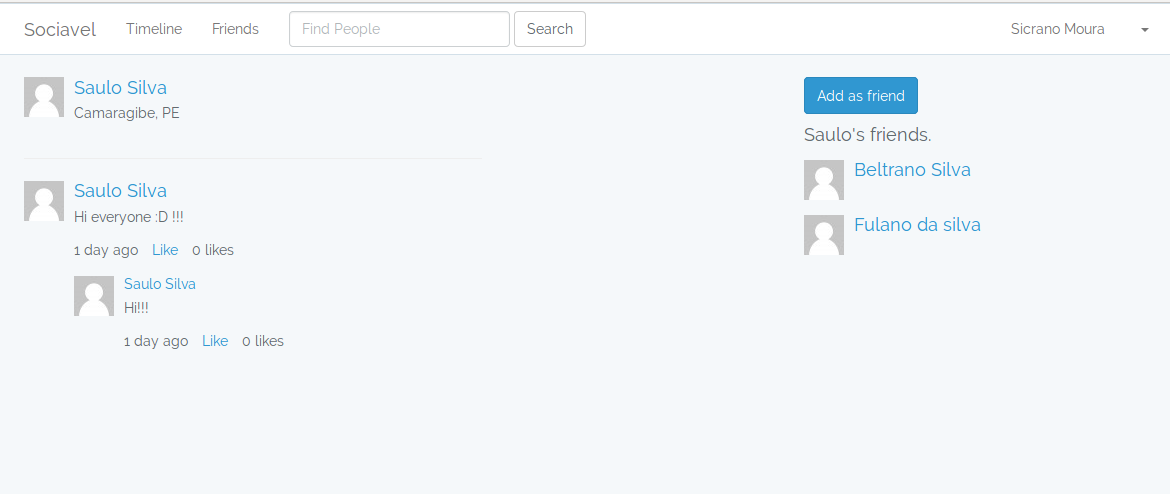 Sociavel Timeline Friends Find People Search Sicrano Moura
Saulo Silva
Camaragibe, PE
Saulo Silva
Hi everyone :D !!!
1 day ago Like 0 likes
Saulo Silva
Hi!!!
1 day ago Like 0 likes
Add as friend
Saulo's friends.
Beltrano Silva
Fulano da silva